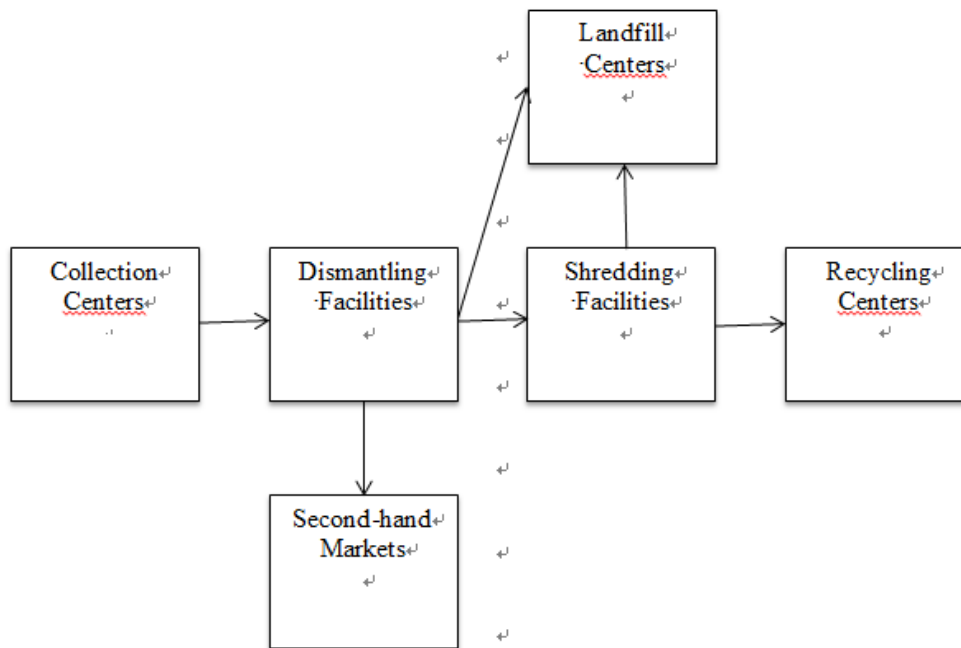 Landfill
Centers
Collection
Centers
Dismantling
Facilities
Shredding
Facilities
Recycling
Centers
Second-hand
Markets